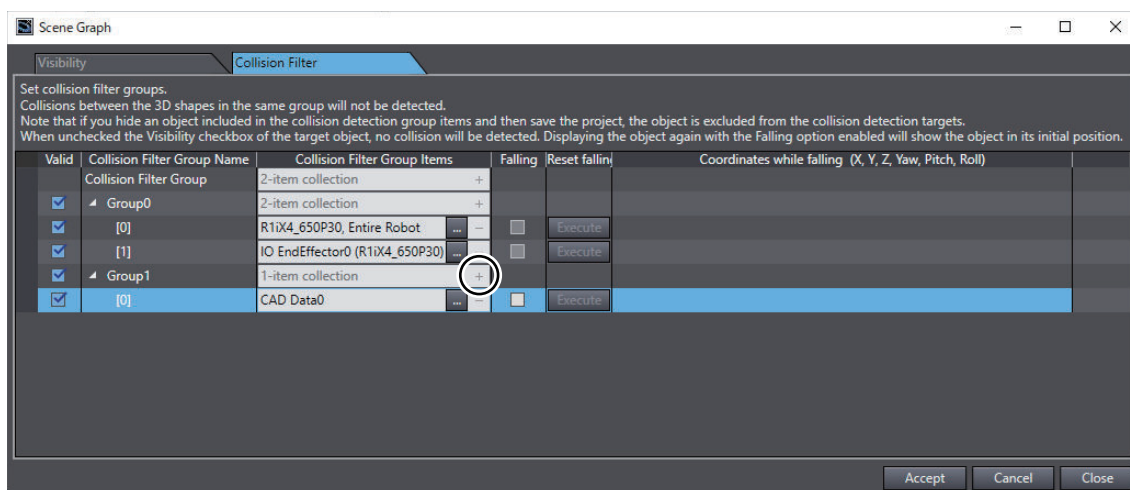 Scene Graph
Visibility Collision Filter
Set collision filter groups.
Collisions between the 3D shapes in the same group will not be detected.
Note that if you hide an object included in the collision detection group items and then save the project, the object is excluded from the collision detection targets.
When unchecked the Visibility checkbox of the target object, no collision will be detected. Displaying the object again with the Falling option enabled will show the object in its initial position.
Valid Collision Filter Group Name Collision Filter Group Items Falling Reset fallin Coordinates while falling (X, Y, Z, Yaw, Pitch, Roll)
Collision Filter Group 2-item collection +
Group0 2-item collection +
[0] R1iX4_650P30, Entire Robot ... − Execute
[1] IO EndEffector0 (R1iX4_650P30) ... − Execute
Group1 1-item collection +
[0] CAD Data0 ... − Execute
Accept Cancel Close